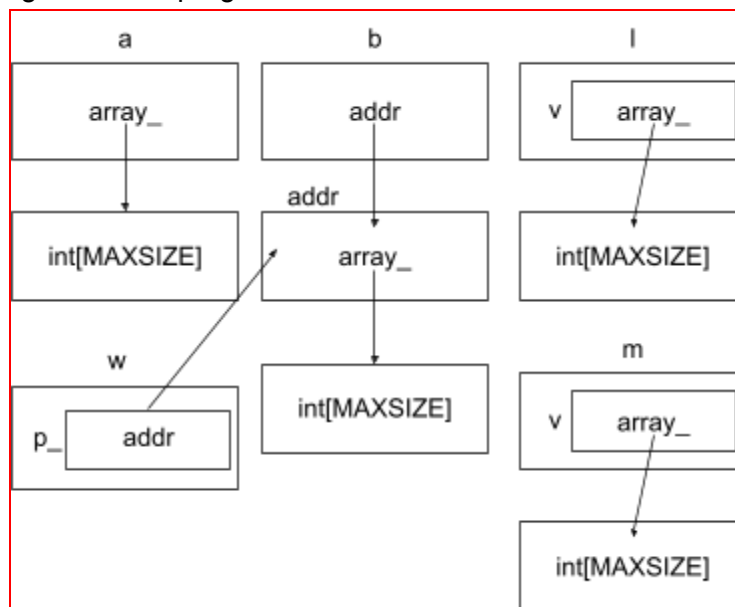 a b l
array_ addr v array_
addr
int[MAXSIZE] array_ int[MAXSIZE]
w m
p_ addr int[MAXSIZE] v array_
int[MAXSIZE]